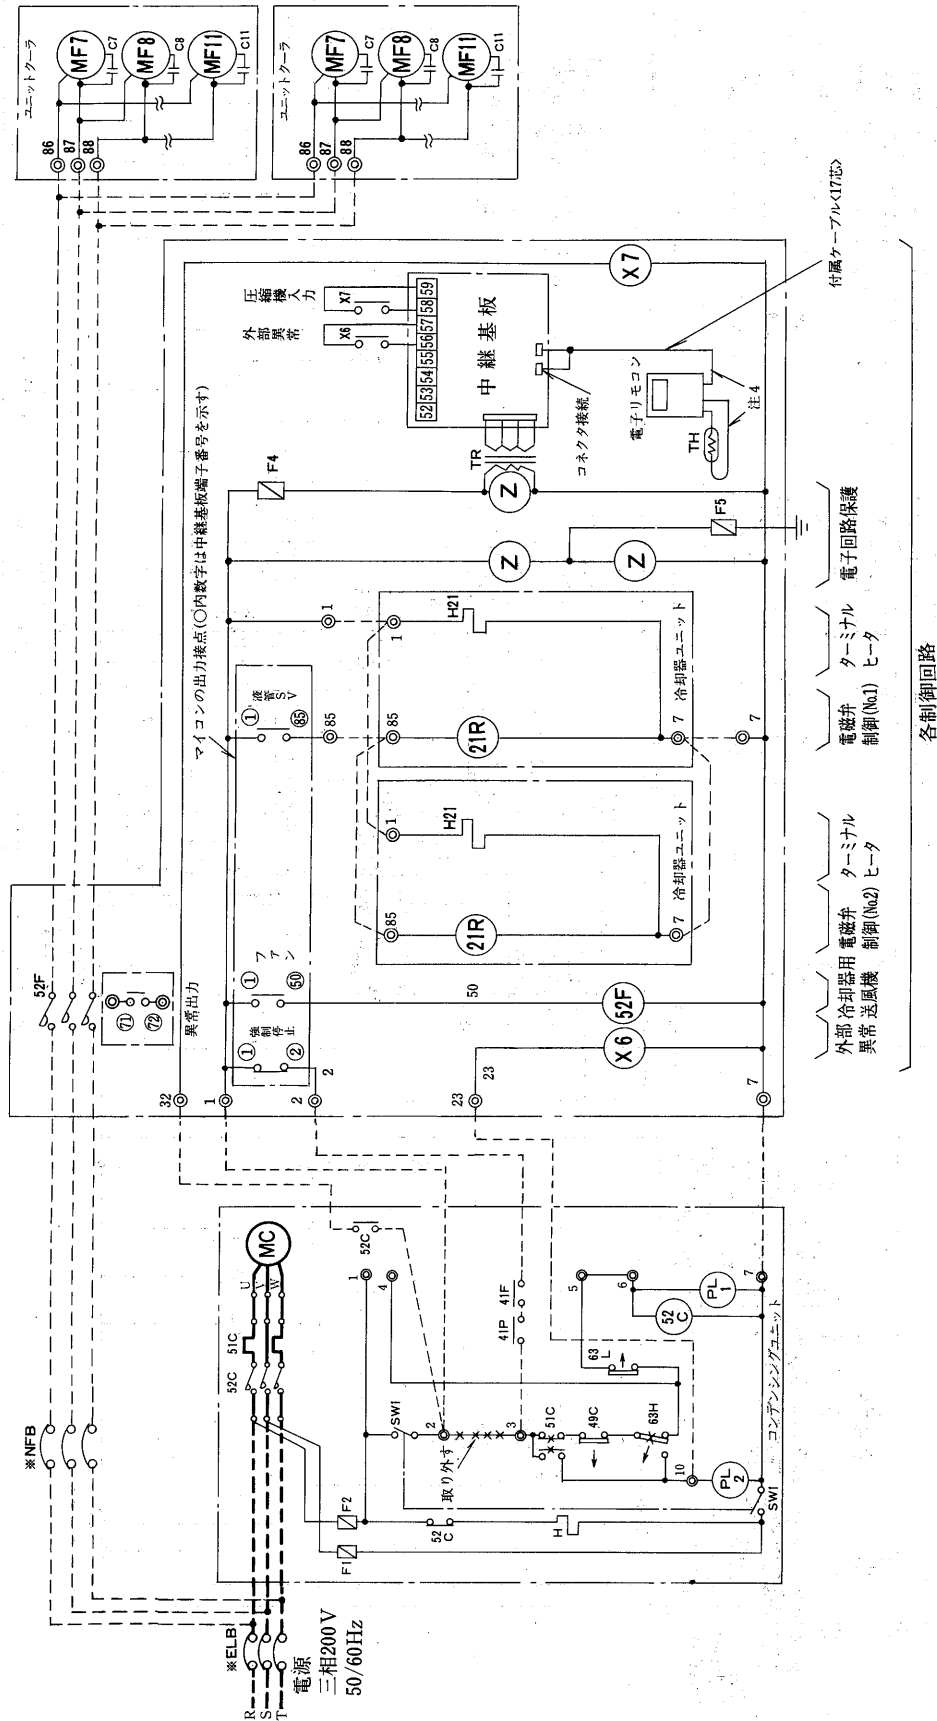 ユニットクーラ
MF7
C7
MF8
C8
MF11
C11
86
87
88
ユニットクーラ
MF7
C7
MF8
C8
MF11
C11
86
87
88
52F
71
72
異常出力
マイコンの出力接点(○内数字は中継基板端子番号を示す)
圧縮機入力
X7
外部異常
X6
52 53 54 55 56 57 58 59
中継基板
コネクタ接続
電子リモコン
TH
注4
付属ケーブル<17芯>
X7
TR
F4
Z
Z
Z
F5
1
1
H21
①
液管SV
85
85
85
21R
冷却器ユニット
7
7
1
H21
85
21R
冷却器ユニット
7
①
ファン
50
50
52F
①
強制停止
②
2
X6
23
32
1
2
23
7
電子回路保護
ターミナルヒータ
電磁弁制御(No.1)
ターミナルヒータ
電磁弁制御(No.2)
冷却器用送風機
外部異常
各制御回路
※NFB
※ELB
R
S
T
電源
三相200V
50/60Hz
52C
51C
U
V
W
MC
F1
F2
52C
H
SW1
取り外す
2
3
51C
49C
63H
10
PL2
SW1
52C
1
4
41P
41F
63L
5
6
52C
PL1
7
コンデンシングユニット